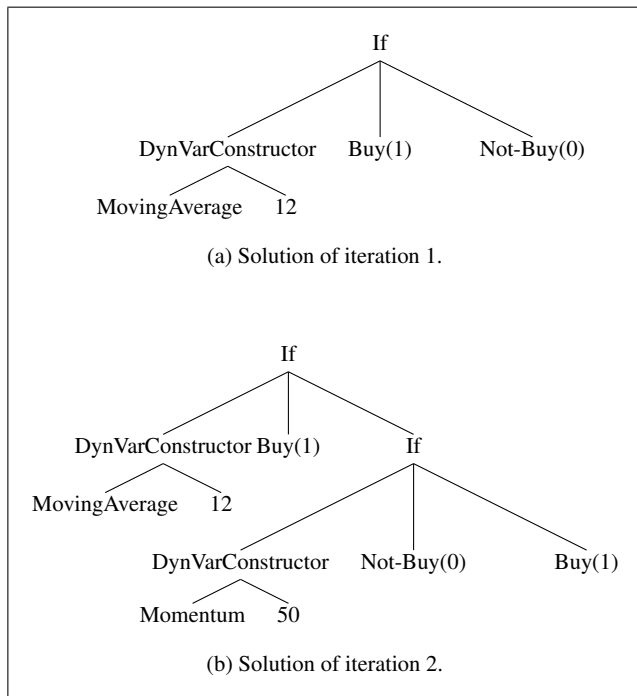 If
DynVarConstructor Buy(1) Not-Buy(0)
MovingAverage 12
(a) Solution of iteration 1.
If
DynVarConstructor Buy(1) If
MovingAverage 12
DynVarConstructor Not-Buy(0) Buy(1)
Momentum 50
(b) Solution of iteration 2.